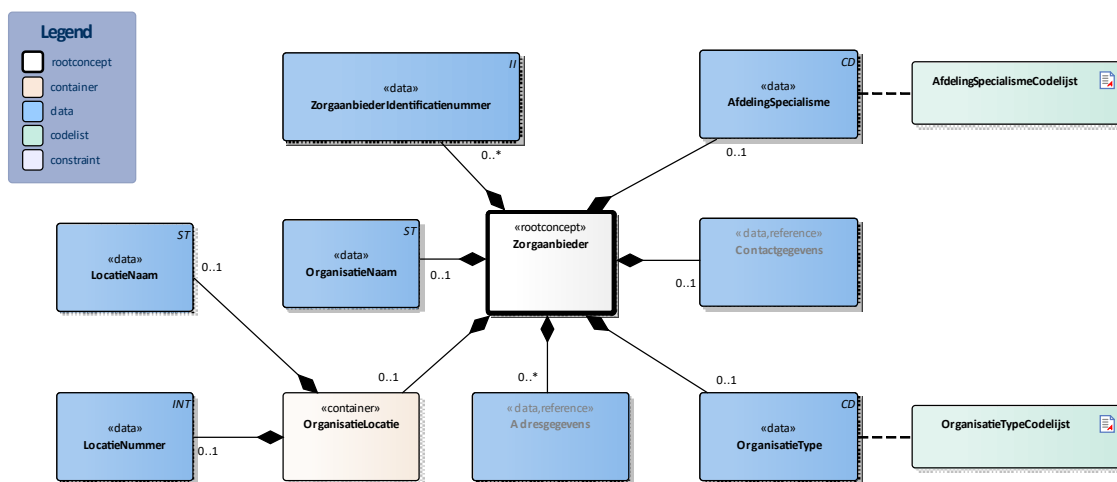 Legend
rootconcept
container
data
codelist
constraint
II
«data»
ZorgaanbiederIdentificatienummer
0..*
CD
«data»
AfdelingSpecialisme
0..1
AfdelingSpecialismeCodelijst
ST
«data»
LocatieNaam
0..1
ST
«data»
OrganisatieNaam
0..1
«rootconcept»
Zorgaanbieder
« data,reference»
Contactgegevens
0..1
INT
«data»
LocatieNummer
0..1
0..1
«container»
OrganisatieLocatie
0..*
« data,reference»
Adresgegevens
0..1
CD
«data»
OrganisatieType
OrganisatieTypeCodelijst